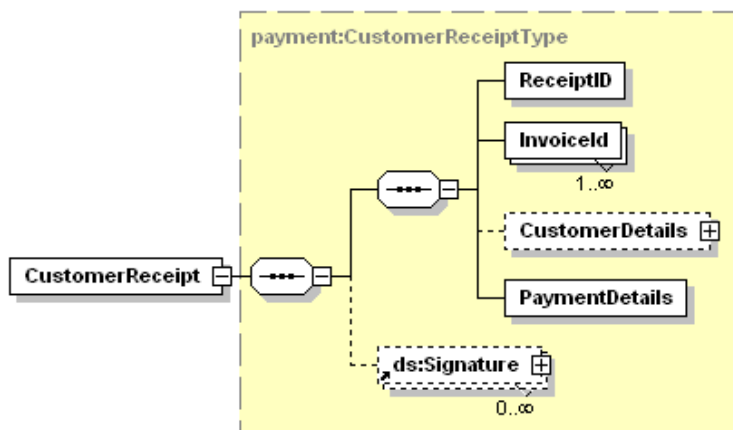 payment:CustomerReceiptType
ReceiptID
InvoiceId
1..∞
CustomerDetails
CustomerReceipt
PaymentDetails
ds:Signature
0..∞